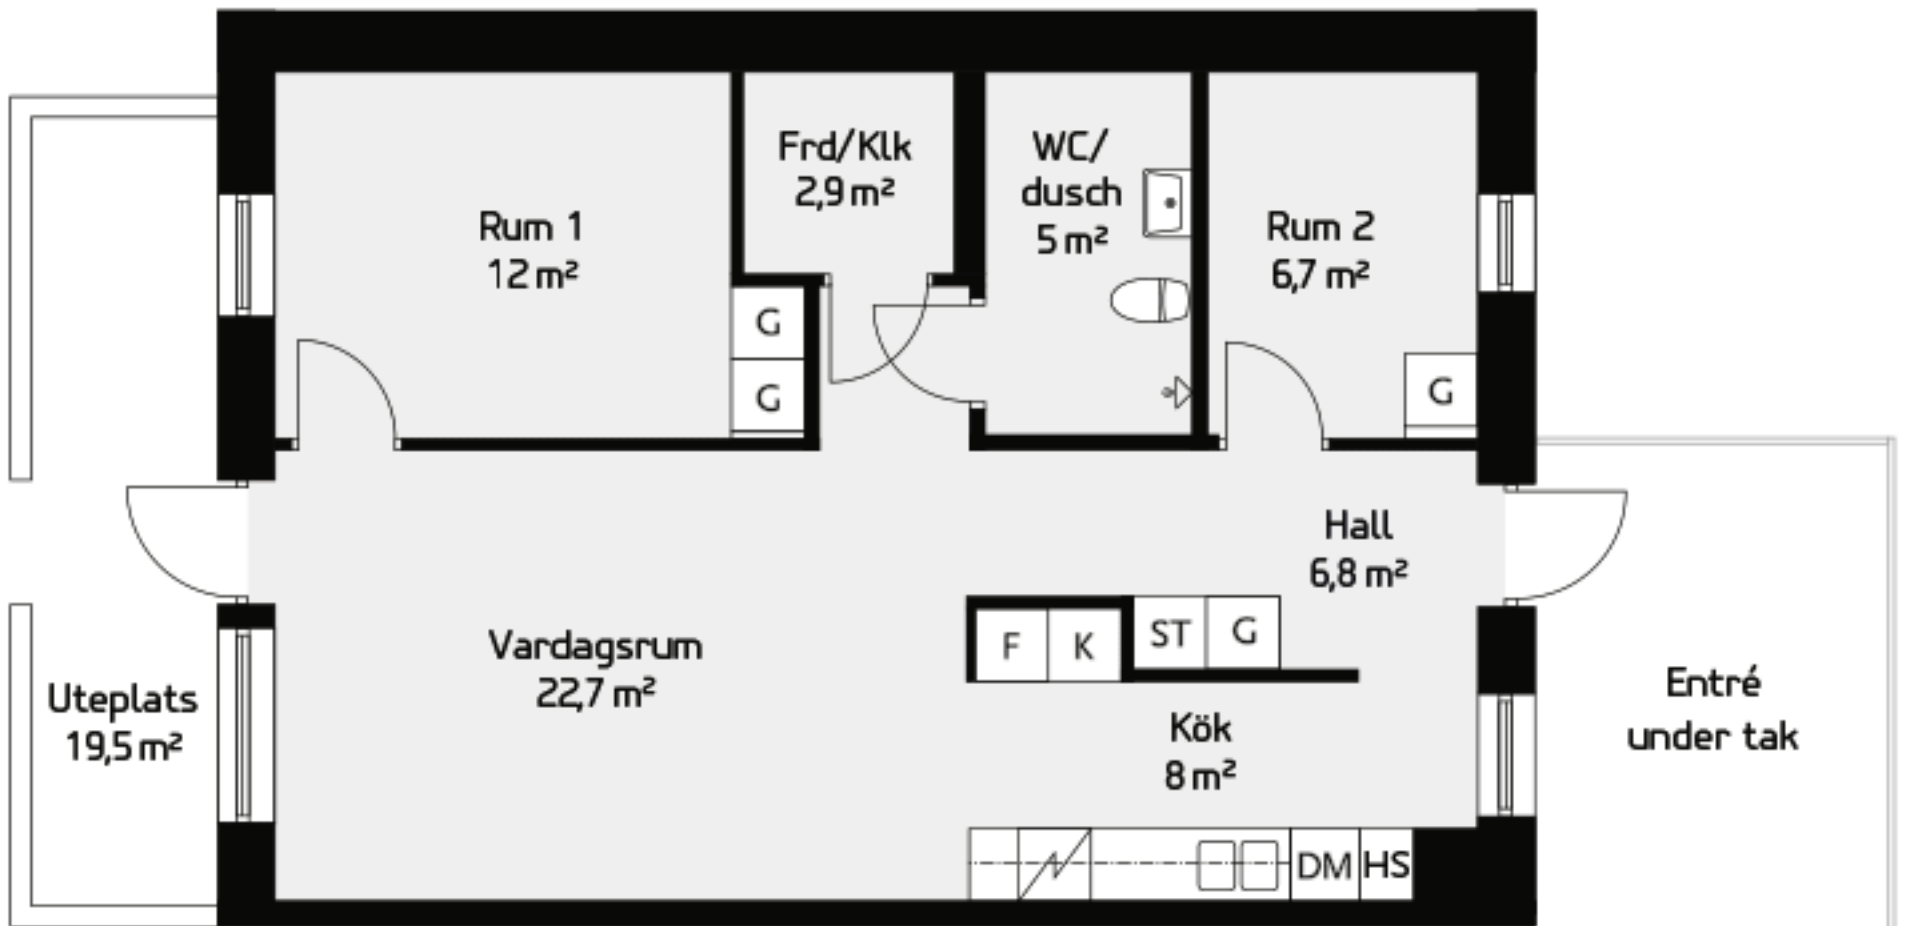 Rum 1
12 m²
Frd/Klk
2,9 m²
WC/
dusch
5 m²
Rum 2
6,7 m²
G
G
G
Hall
6,8 m²
Vardagsrum
22,7 m²
F
K
ST
G
Uteplats
19,5 m²
Kök
8 m²
Entré
under tak
DM
HS